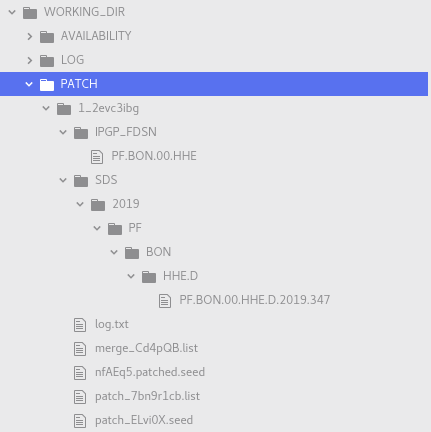 WORKING_DIR
AVAILABILITY
LOG
PATCH
1_2evc3ibg
IPGP_FDSN
PF.BON.00.HHE
SDS
2019
PF
BON
HHE.D
PF.BON.00.HHE.D.2019.347
log.txt
merge_Cd4pQB.list
nfAEq5.patched.seed
patch_7bn9r1cb.list
patch_ELvi0X.seed